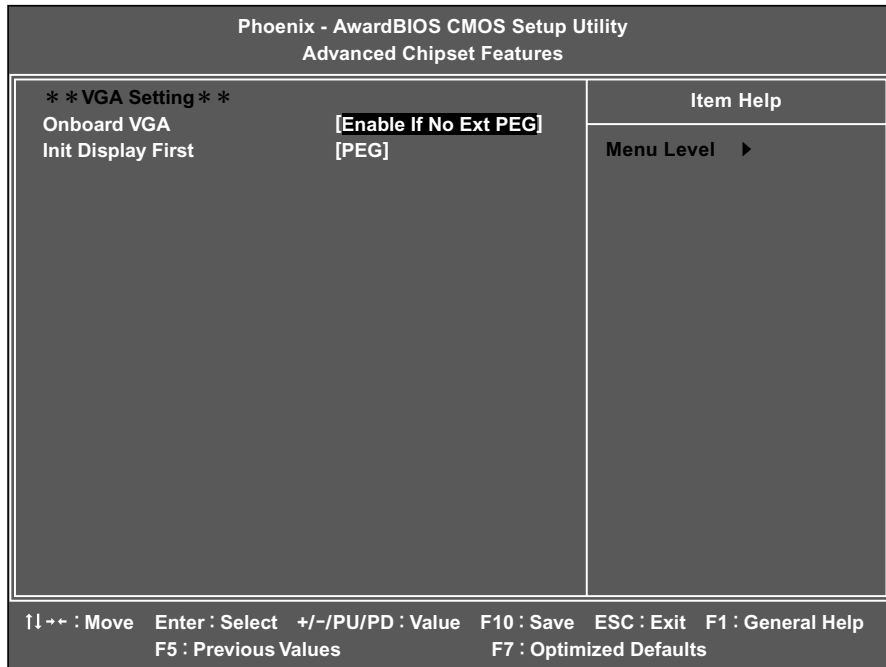 Phoenix - AwardBIOS CMOS Setup Utility
Advanced Chipset Features
＊＊VGA Setting＊＊
Onboard VGA [Enable If No Ext PEG]
Init Display First [PEG]
Item Help
Menu Level ▶
↑↓→←：Move Enter：Select +/-/PU/PD：Value F10：Save ESC：Exit F1：General Help
F5：Previous Values F7：Optimized Defaults